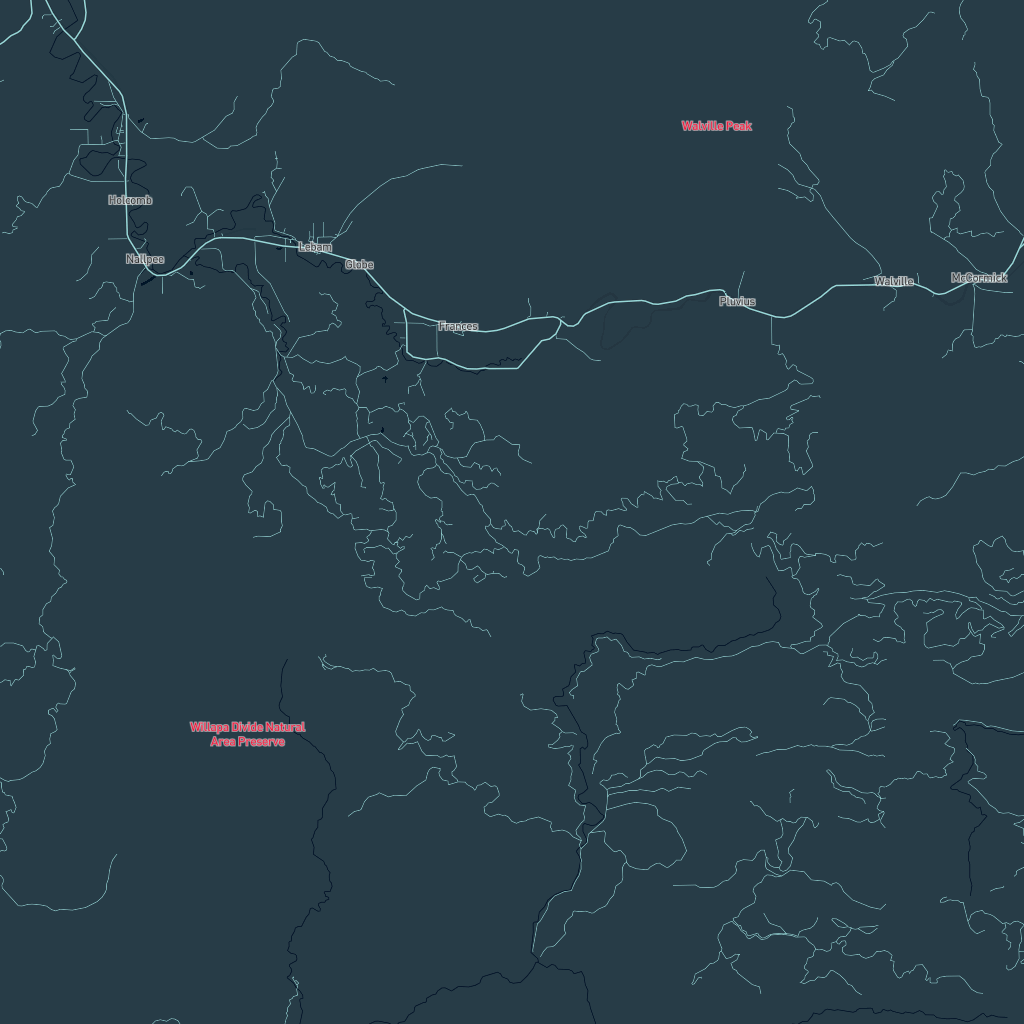 Walville Peak
Holcomb
Lebam
Nallpee
Globe
McCormick
Walville
Pluvius
Frances
Willapa Divide Natural
Area Preserve